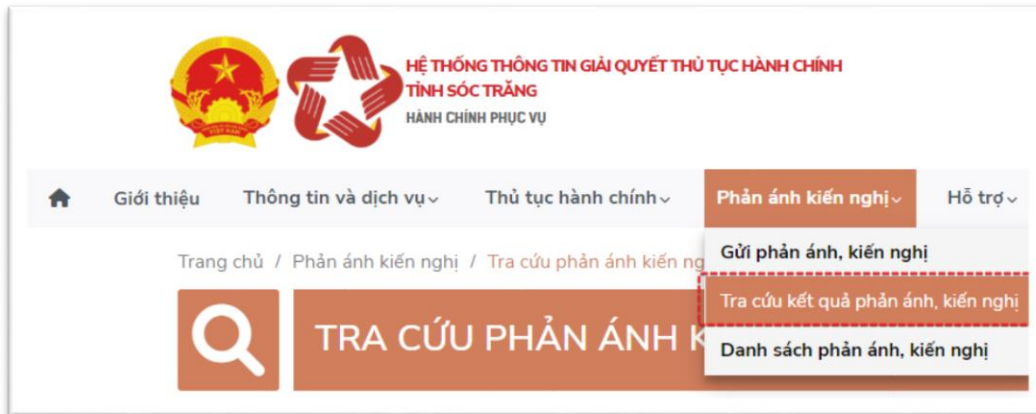 HỆ THỐNG THÔNG TIN GIẢI QUYẾT THỦ TỤC HÀNH CHÍNH
TỈNH SÓC TRĂNG
HÀNH CHÍNH PHỤC VỤ
VIỆT NAM
Giới thiệu Thông tin và dịch vụ Thủ tục hành chính Phản ánh kiến nghị Hỗ trợ
Trang chủ / Phản ánh kiến nghị / Tra cứu phản ánh kiến ng
Gửi phản ánh, kiến nghị
Tra cứu kết quả phản ánh, kiến nghị
Danh sách phản ánh, kiến nghị
TRA CỨU PHẢN ÁNH K